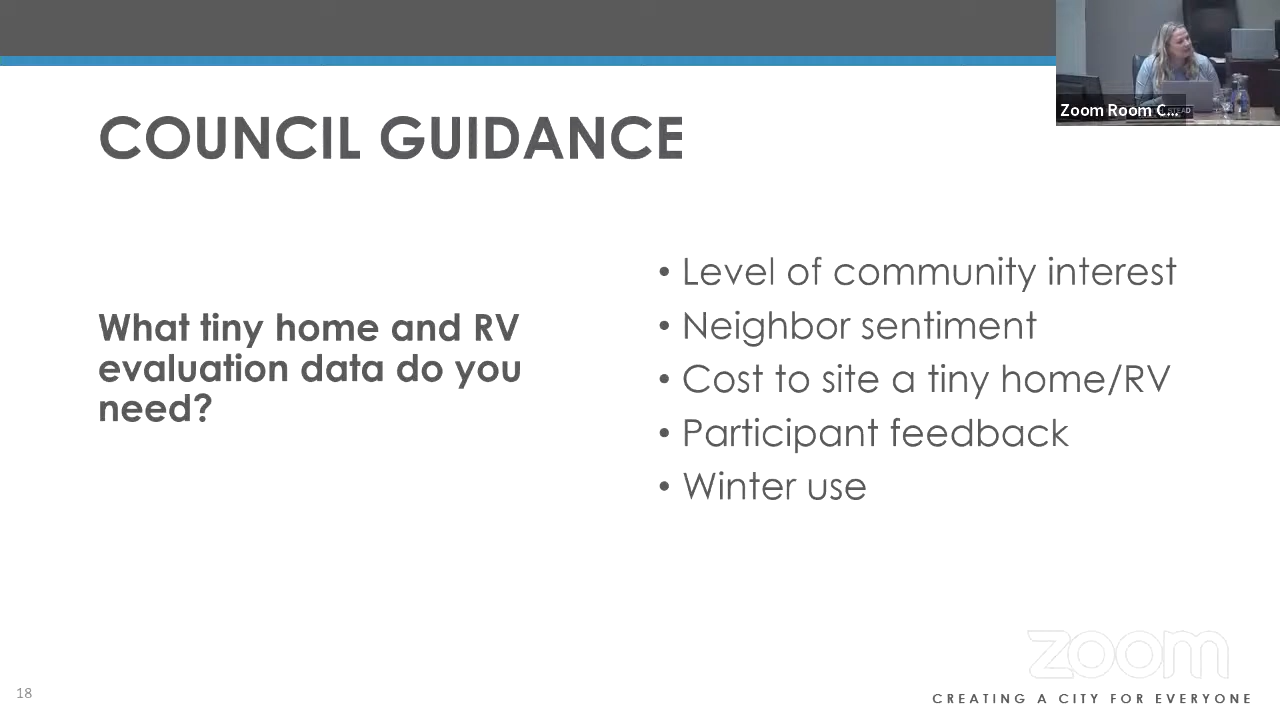 COUNCIL GUIDANCE
What tiny home and RV
evaluation data do you
need?
• Level of community interest
• Neighbor sentiment
• Cost to site a tiny home/RV
• Participant feedback
• Winter use
Zoom Room C...
STEAD
zoom
18
CREATING A CITY FOR EVERYONE